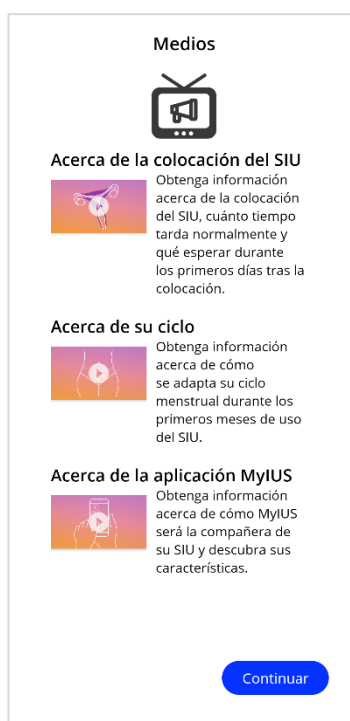 Medios
Acerca de la colocación del SIU
Obtenga información
acerca de la colocación
del SIU, cuánto tiempo
tarda normalmente y
qué esperar durante
los primeros días tras la
colocación.
Acerca de su ciclo
Obtenga información
acerca de cómo
se adapta su ciclo
menstrual durante los
primeros meses de uso
del SIU.
Acerca de la aplicación MyIUS
Obtenga información
acerca de cómo MyIUS
será la compañera de
su SIU y descubra sus
características.
Continuar